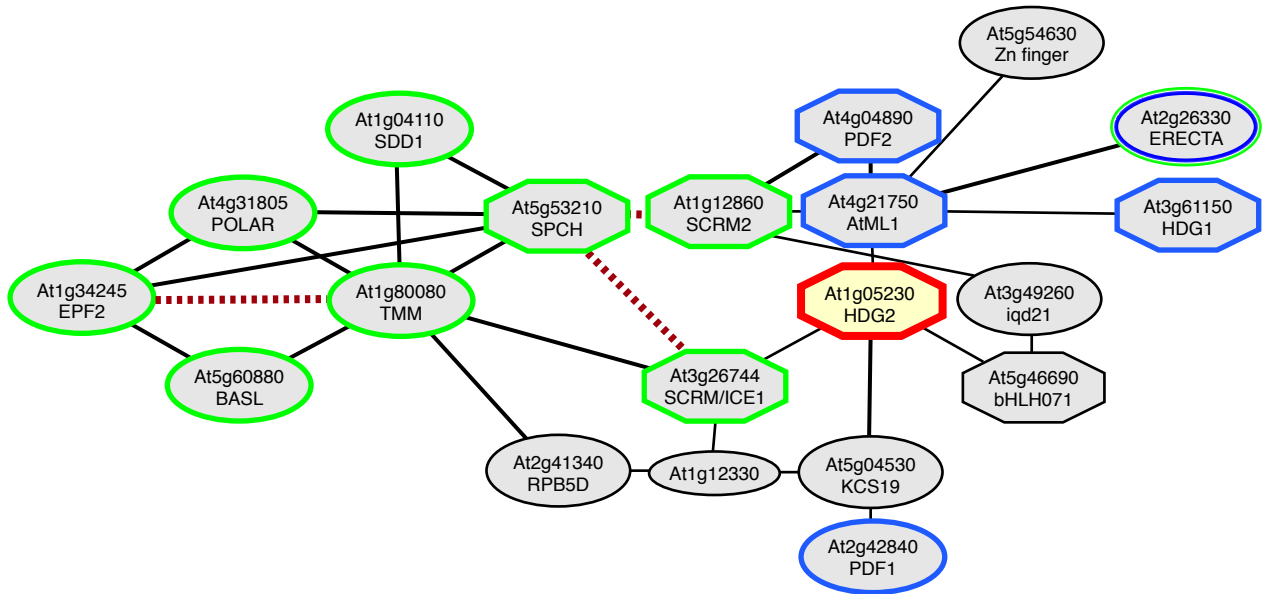 At5g54630
Zn finger
At1g04110
SDD1
At4g04890
PDF2
At2g26330
ERECTA
At4g31805
POLAR
At5g53210
SPCH
At1g12860
SCRM2
At4g21750
AtML1
At3g61150
HDG1
At1g34245
EPF2
At1g80080
TMM
At1g05230
HDG2
At3g49260
iqd21
At5g60880
BASL
At3g26744
SCRM/ICE1
At5g46690
bHLH071
At2g41340
RPB5D
At1g12330
At5g04530
KCS19
At2g42840
PDF1